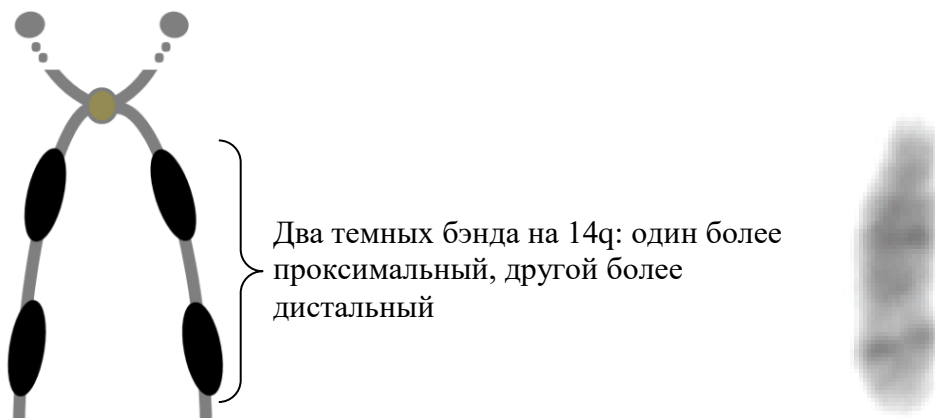 Два темных бэнда на 14q: один более
проксимальный, другой более
дистальный